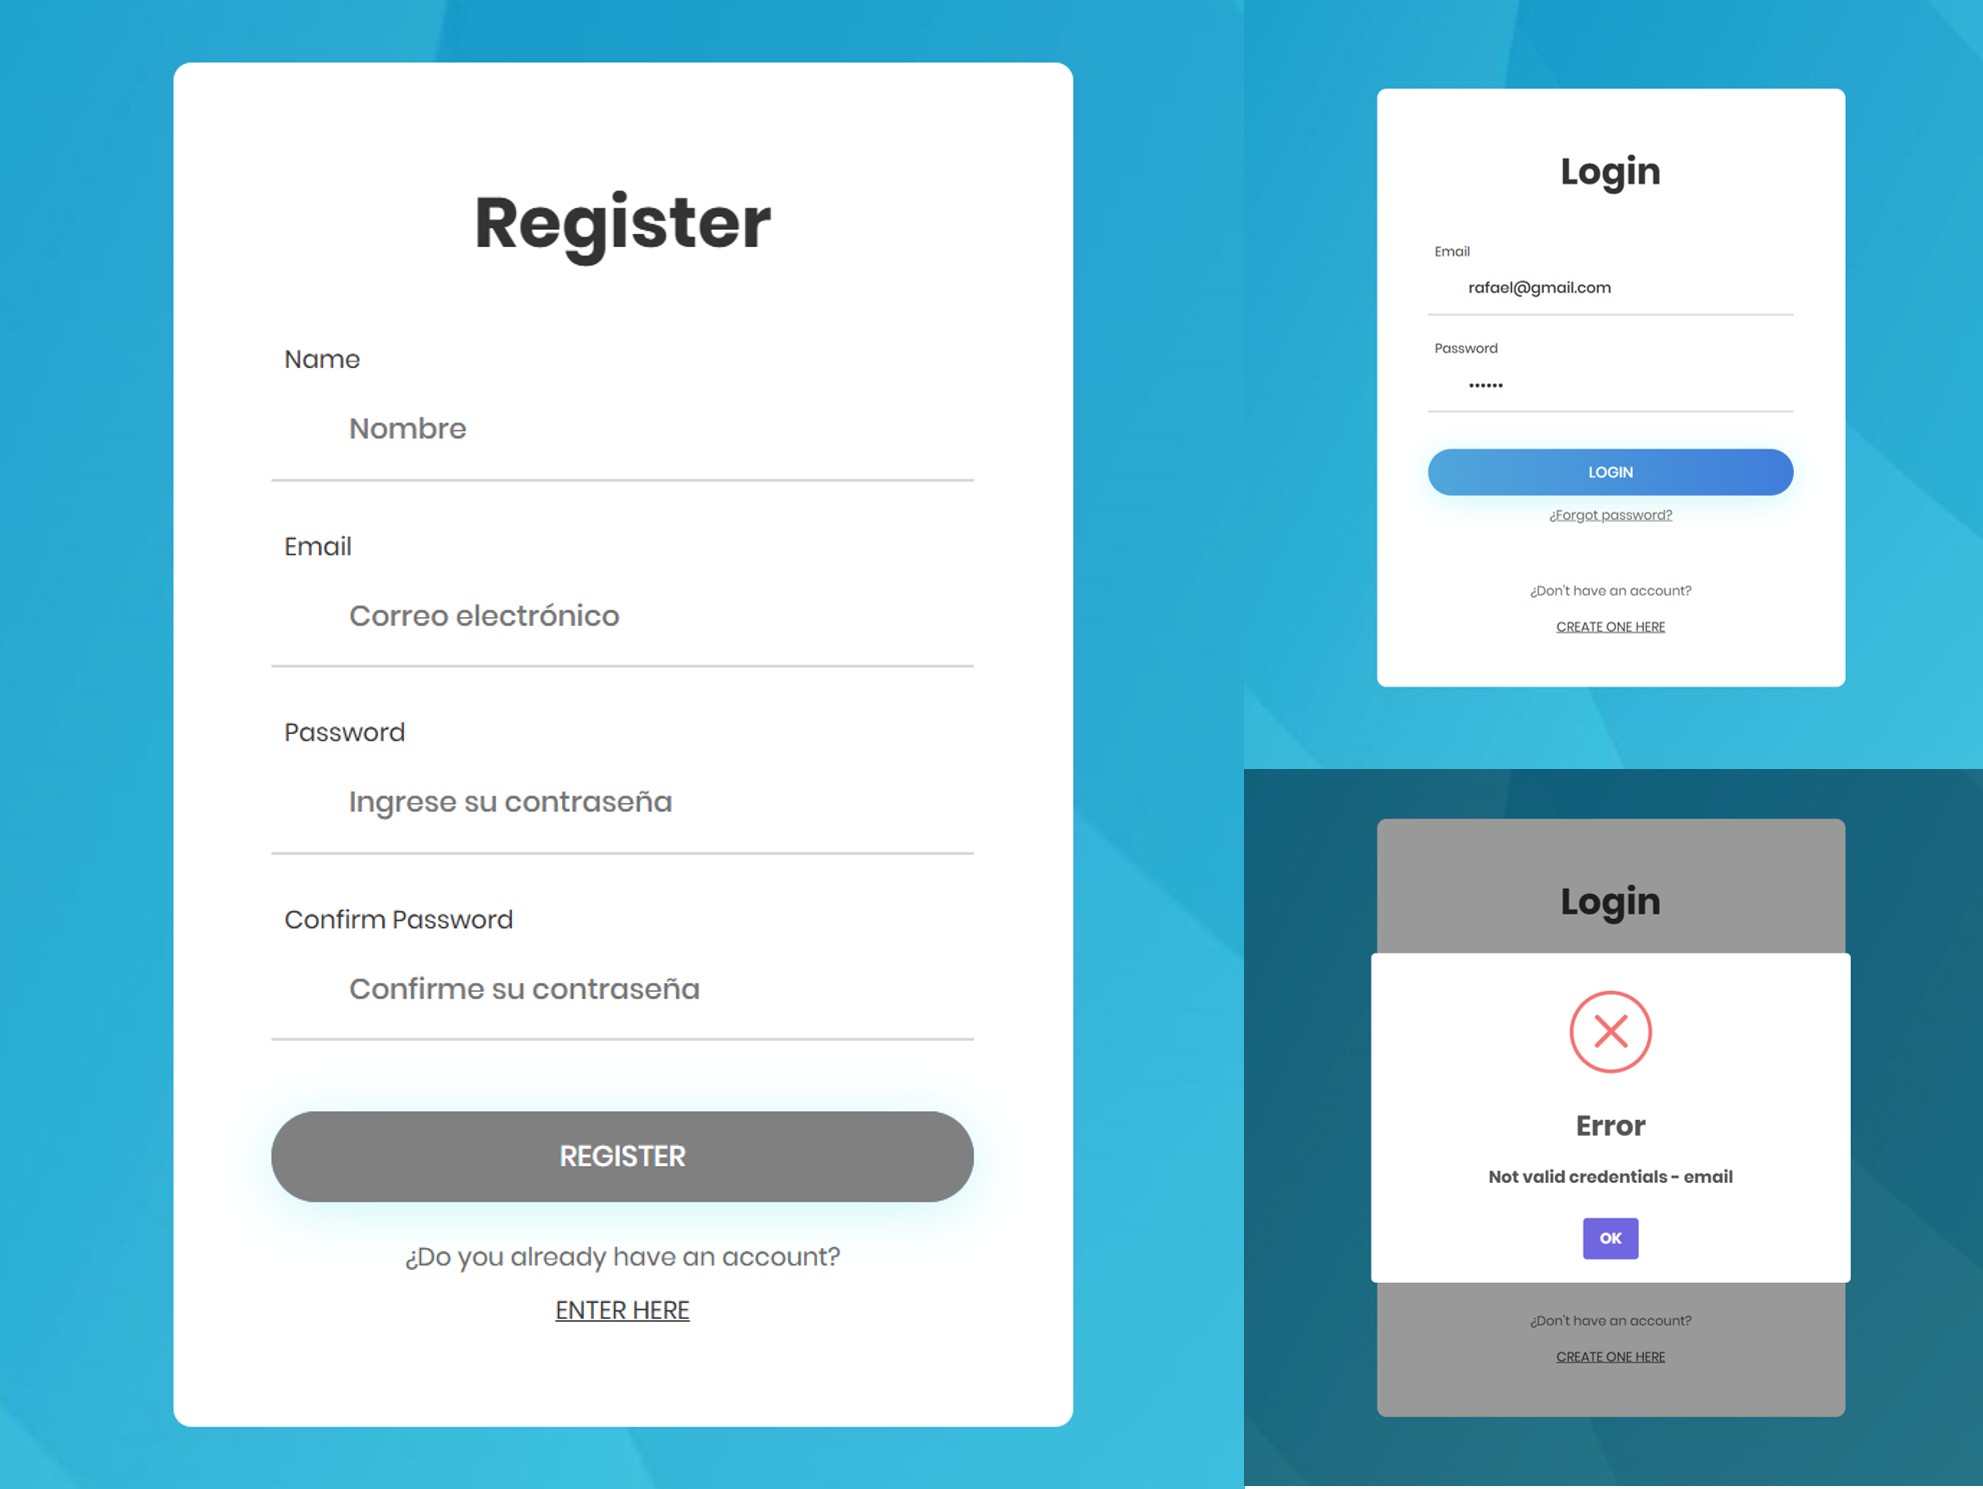 Register
Name
Nombre
Email
Correo electrónico
Password
Ingrese su contraseña
Confirm Password
Confirme su contraseña
REGISTER
¿Do you already have an account?
ENTER HERE
Login
Email
rafael@gmail.com
Password
••••••
LOGIN
¿Forgot password?
¿Don't have an account?
CREATE ONE HERE
Login
Error
Not valid credentials - email
OK
¿Don't have an account?
CREATE ONE HERE